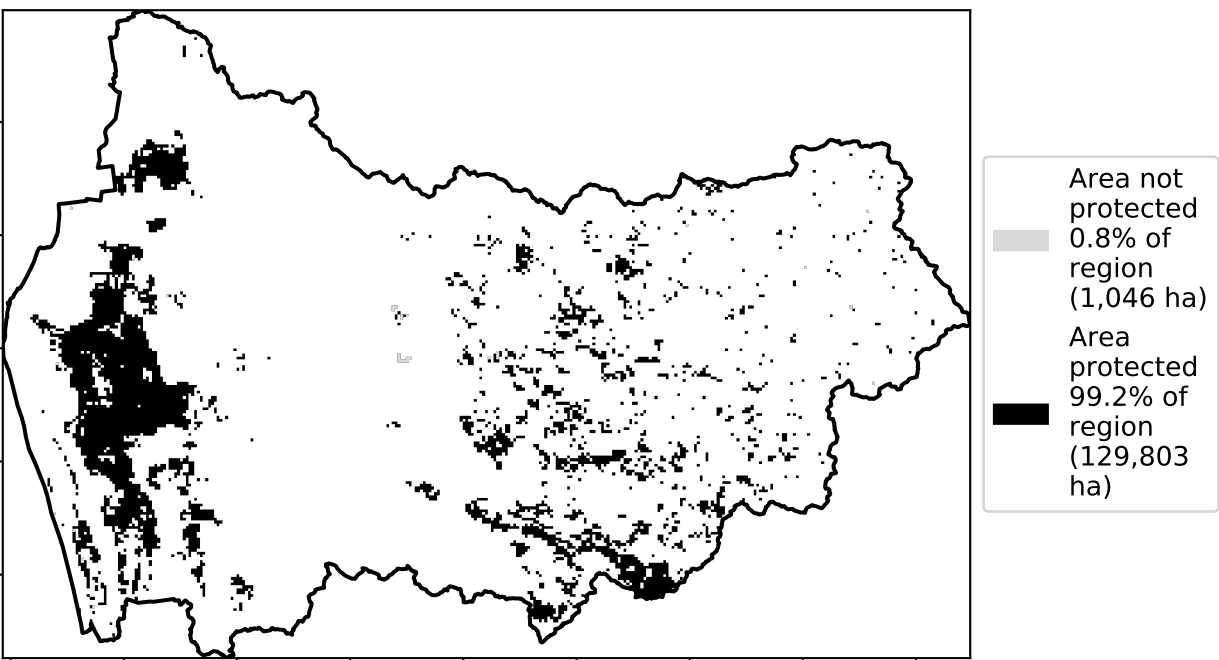 Area not
protected
0.8% of
region
(1,046 ha)
Area
protected
99.2% of
region
(129,803
ha)